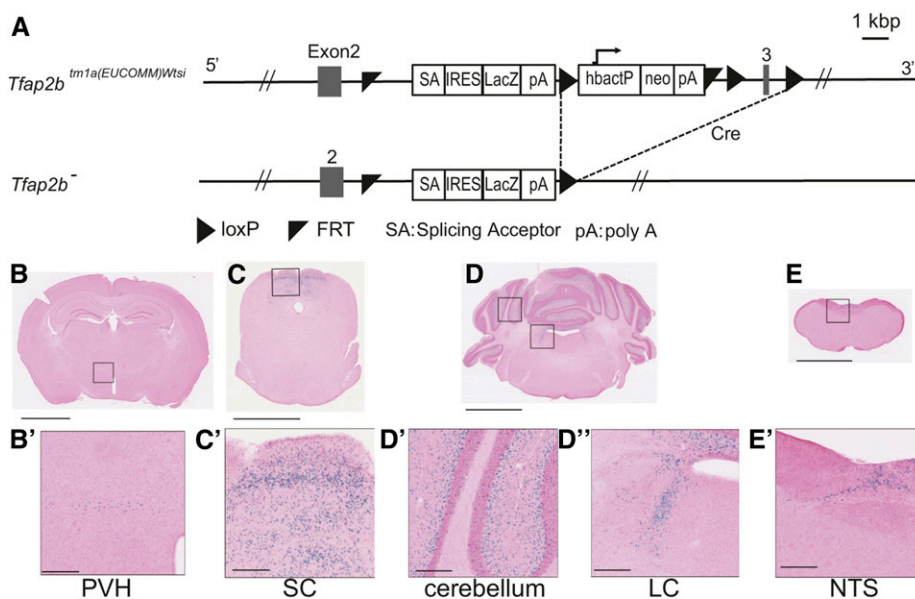 A
1 kbp
Tfap2b tm1a(EUCOMM)Wtsi
5' // Exon2 SA IRES LacZ pA hbactP neo pA 3 // 3'
Cre
Tfap2b - // 2 SA IRES LacZ pA //
loxP FRT SA:Splicing Acceptor pA:poly A
B C D E
B' C' D' D'' E'
PVH SC cerebellum LC NTS